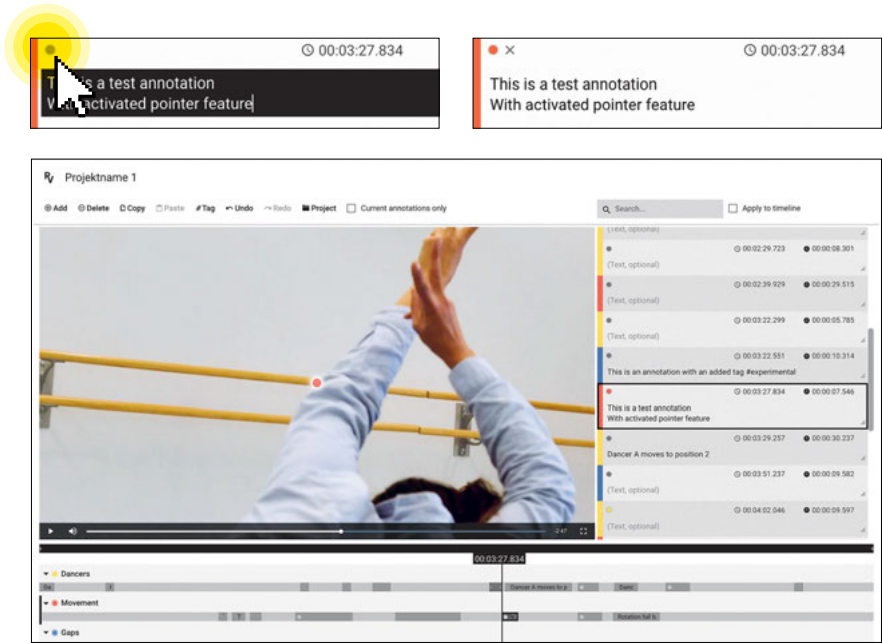 00:03:27.834
This is a test annotation
With activated pointer feature
× 00:03:27.834
This is a test annotation
With activated pointer feature
RV Projektname 1
Add Delete Copy Paste #Tag Undo Redo Project Current annotations only
Search... Apply to timeline
(Text, optional)
00:02:29.723 00:00:08.301
(Text, optional)
00:02:39.929 00:00:29.515
(Text, optional)
00:03:22.299 00:00:05.785
(Text, optional)
00:03:22.551 00:00:10.314
This is an annotation with an added tag #experimental
00:03:27.834 00:00:07.546
This is a test annotation
With activated pointer feature
00:03:29.257 00:00:30.237
Dancer A moves to position 2
00:03:51.237 00:00:09.582
(Text, optional)
00:04:02.046 00:00:09.597
(Text, optional)
2:47
00:03:27.834
Dancers
Da I Dancer A moves to p Danc
Movement
T Rotation full b
Gaps